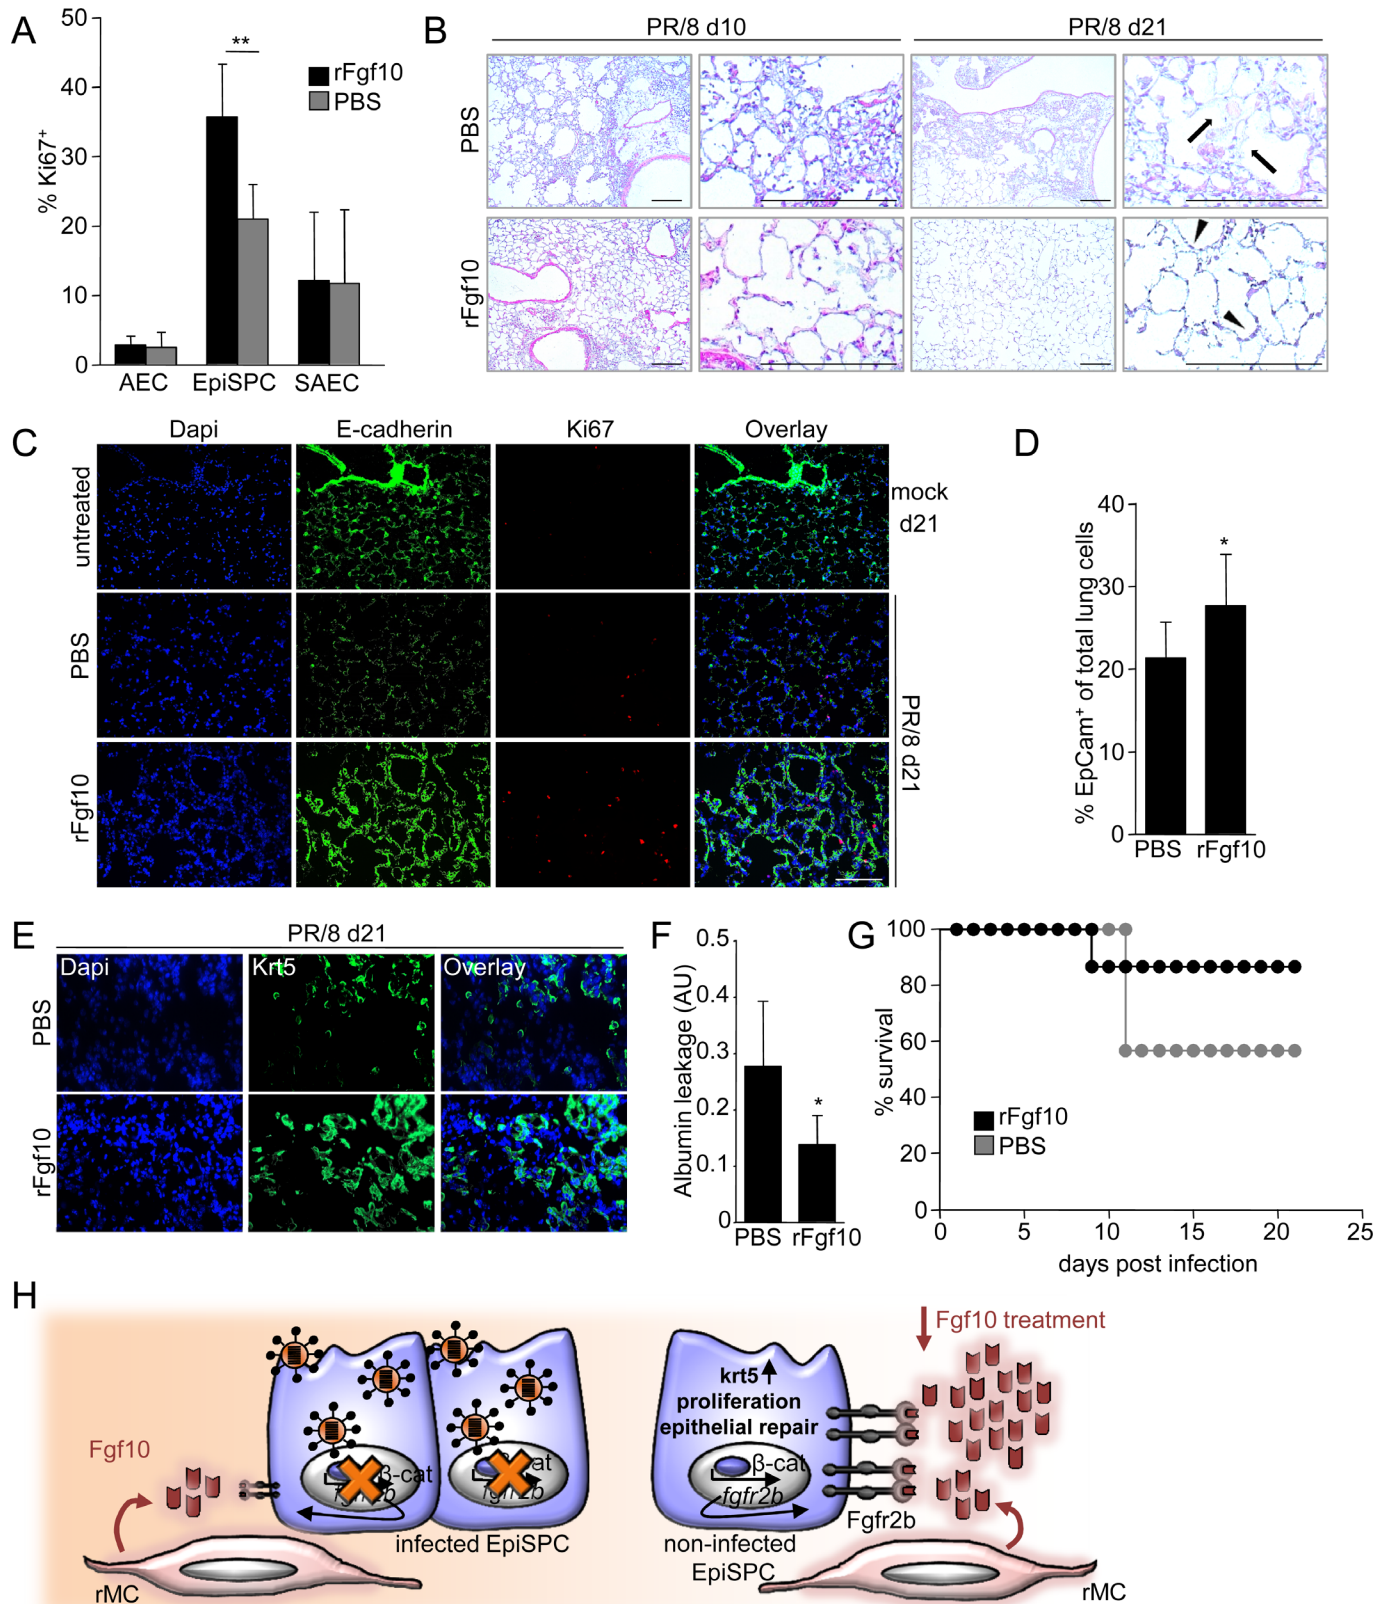 A
50
40
30
20
10
0
% Ki67+
**
rFgf10
PBS
AEC
EpiSPC
SAEC
B
PR/8 d10
PR/8 d21
PBS
rFgf10
C
Dapi
E-cadherin
Ki67
Overlay
untreated
mock
d21
PBS
rFgf10
PR/8 d21
D
40
30
20
10
0
% EpCam+ of total lung cells
*
PBS
rFgf10
E
PR/8 d21
Dapi
Krt5
Overlay
PBS
rFgf10
F
0.5
0.4
0.3
0.2
0.1
0
Albumin leakage (AU)
*
PBS
rFgf10
G
100
80
60
40
20
0
% survival
rFgf10
PBS
0
5
10
15
20
25
days post infection
H
Fgf10 treatment
krt5
proliferation
epithelial repair
Fgf10
β-cat
fgfr2b
β-cat
fgfr2b
β-cat
fgfr2b
Fgfr2b
infected EpiSPC
non-infected
EpiSPC
rMC
rMC